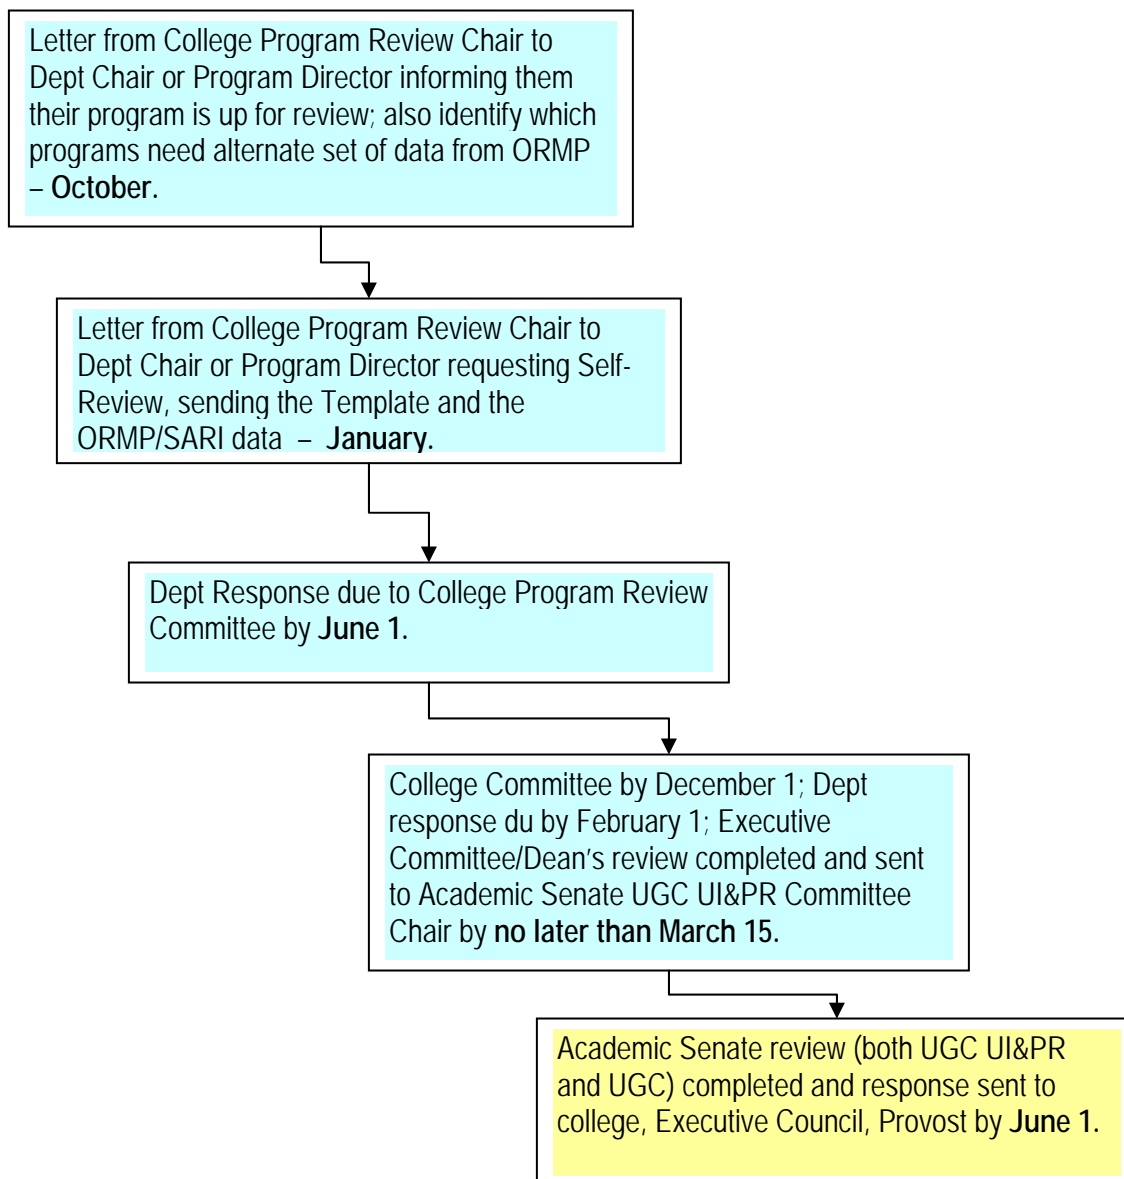 Letter from College Program Review Chair to
Dept Chair or Program Director informing them
their program is up for review; also identify which
programs need alternate set of data from ORMP
– October.
Letter from College Program Review Chair to
Dept Chair or Program Director requesting Self-
Review, sending the Template and the
ORMP/SARI data – January.
Dept Response due to College Program Review
Committee by June 1.
College Committee by December 1; Dept
response du by February 1; Executive
Committee/Dean’s review completed and sent
to Academic Senate UGC UI&PR Committee
Chair by no later than March 15.
Academic Senate review (both UGC UI&PR
and UGC) completed and response sent to
college, Executive Council, Provost by June 1.